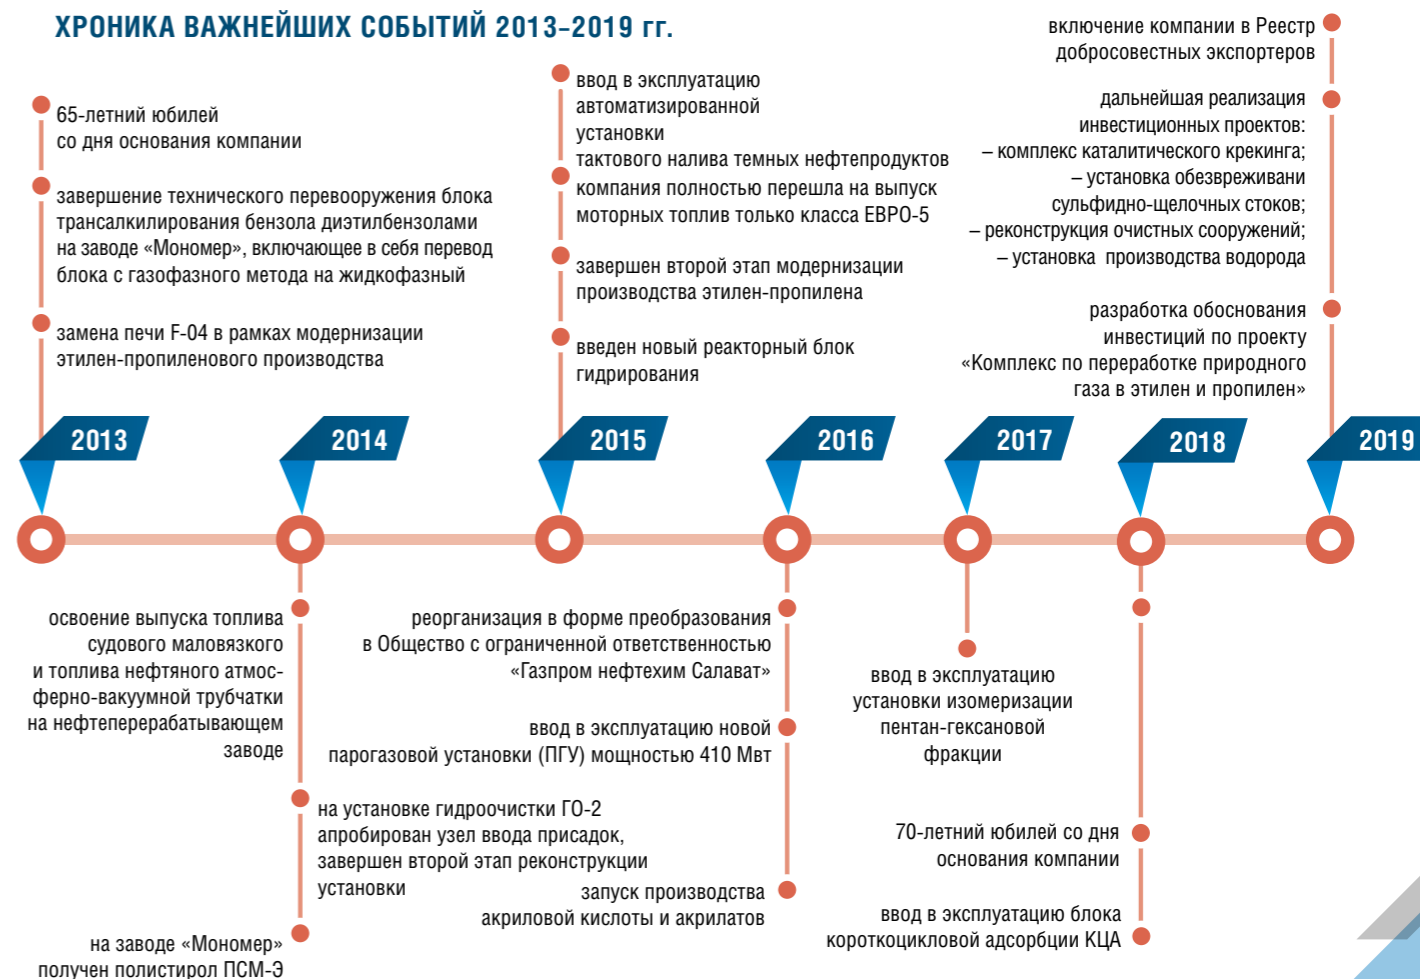 ХРОНИКА ВАЖНЕЙШИХ СОБЫТИЙ 2013–2019 гг.
65-летний юбилей
со дня основания компании
завершение технического перевооружения блока
трансалкилирования бензола диэтилбензолами
на заводе «Мономер», включающее в себя перевод
блока с газофазного метода на жидкофазный
замена печи F-04 в рамках модернизации
этилен-пропиленового производства
ввод в эксплуатацию
автоматизированной
установки
тактового налива темных нефтепродуктов
компания полностью перешла на выпуск
моторных топлив только класса ЕВРО-5
завершен второй этап модернизации
производства этилен-пропилена
введен новый реакторный блок
гидрирования
включение компании в Реестр
добросовестных экспортеров
дальнейшая реализация
инвестиционных проектов:
– комплекс каталитического крекинга;
– установка обезвреживани
сульфидно-щелочных стоков;
– реконструкция очистных сооружений;
– установка производства водорода
разработка обоснования
инвестиций по проекту
«Комплекс по переработке природного
газа в этилен и пропилен»
2013
2014
2015
2016
2017
2018
2019
освоение выпуска топлива
судового маловязкого
и топлива нефтяного атмос-
ферно-вакуумной трубчатки
на нефтеперерабатывающем
заводе
на установке гидроочистки ГО-2
апробирован узел ввода присадок,
завершен второй этап реконструкции
установки
на заводе «Мономер»
получен полистирол ПСМ-Э
реорганизация в форме преобразования
в Общество с ограниченной ответственностью
«Газпром нефтехим Салават»
ввод в эксплуатацию новой
парогазовой установки (ПГУ) мощностью 410 Мвт
запуск производства
акриловой кислоты и акрилатов
ввод в эксплуатацию
установки изомеризации
пентан-гексановой
фракции
70-летний юбилей со дня
основания компании
ввод в эксплуатацию блока
короткоцикловой адсорбции КЦА